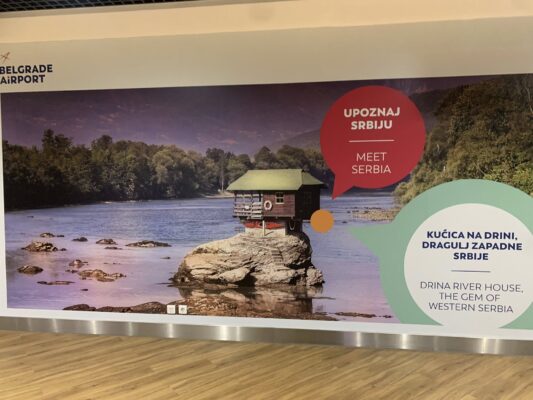 BELGRADE
AiRPORT
UPOZNAJ
SRBIJU
MEET
SERBIA
KUĆICA NA DRINI,
DRAGULJ ZAPADNE
SRBIJE
DRINA RIVER HOUSE,
THE GEM OF
WESTERN SERBIA